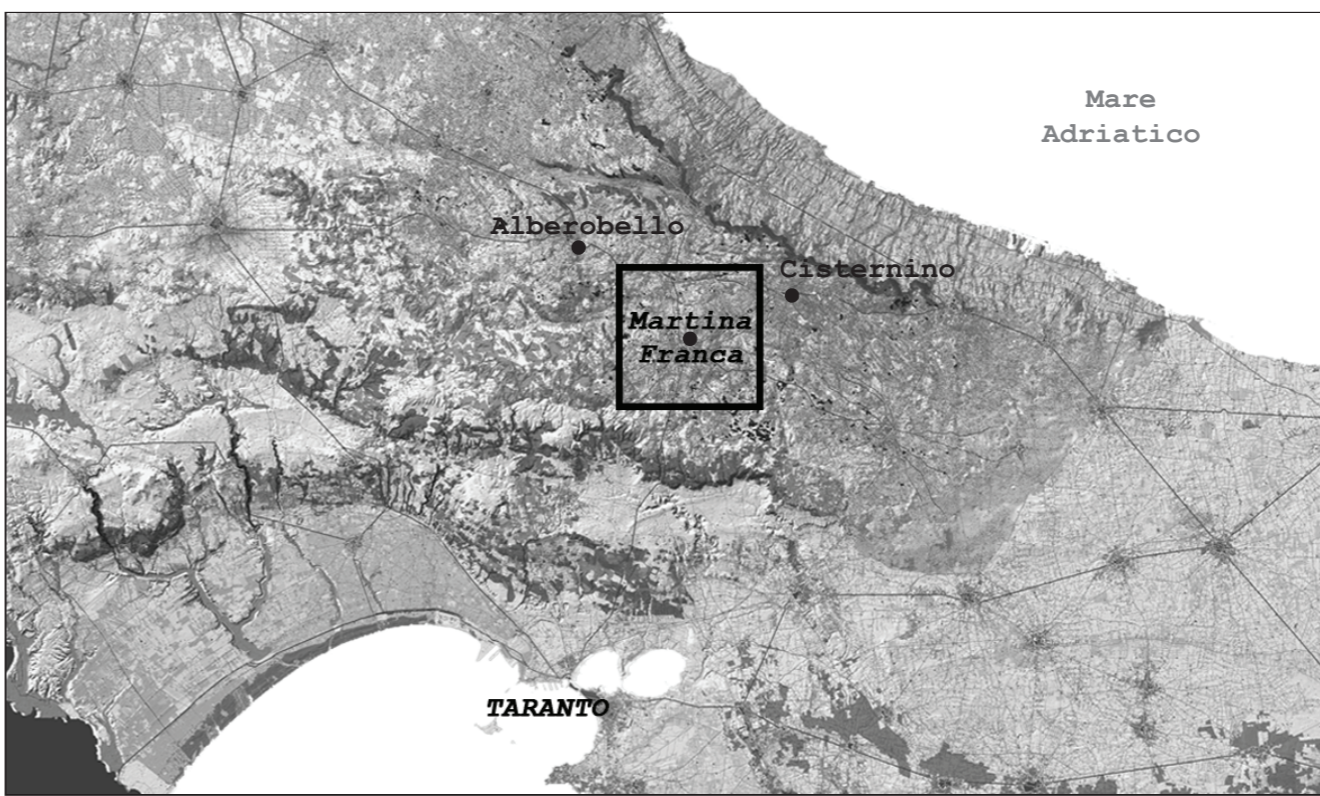 Mare
Adriatico
Alberobello
Cisternino
Martina
Franca
TARANTO